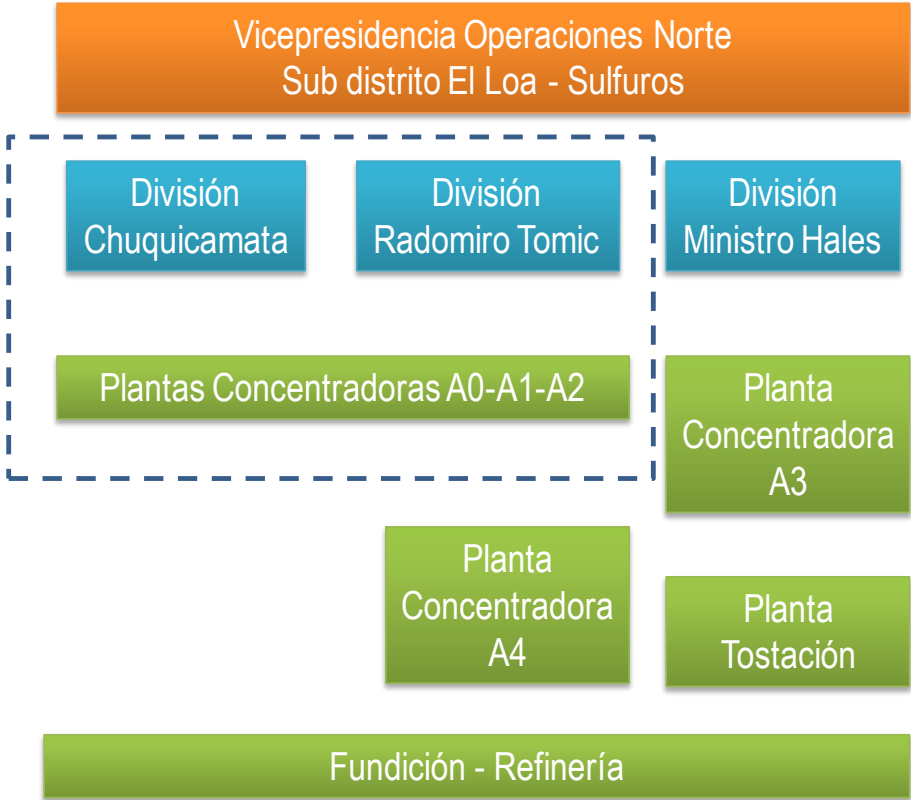 Vicepresidencia Operaciones Norte
Sub distrito El Loa - Sulfuros
División
Chuquicamata
División
Radomiro Tomic
División
Ministro Hales
Plantas Concentradoras A0-A1-A2
Planta
Concentradora
A3
Planta
Concentradora
A4
Planta
Tostación
Fundición - Refinería